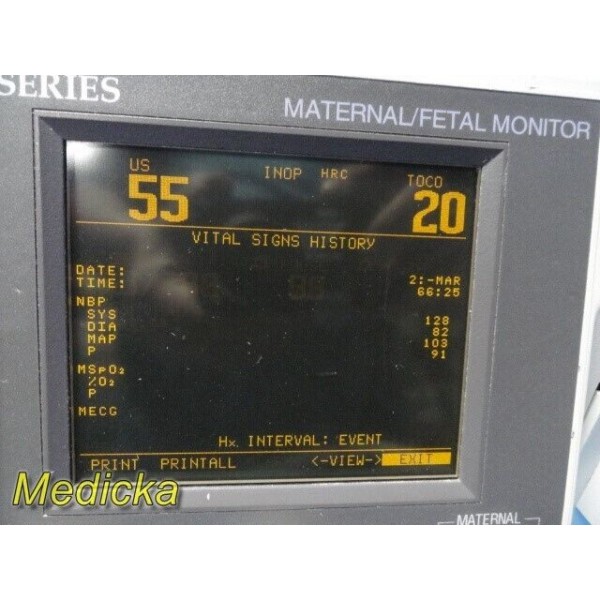 SERIES
MATERNAL/FETAL MONITOR
US INOP HRC TOCO
55 20
VITAL SIGNS HISTORY
DATE: 2:-MAR
TIME: 66:25
NBP
SYS 128
DIA 82
MAP 103
P 91
MSpO₂
%O₂
P
MECG
Hx. INTERVAL: EVENT
PRINT PRINTALL <-VIEW-> EXIT
Medicka
MATERNAL